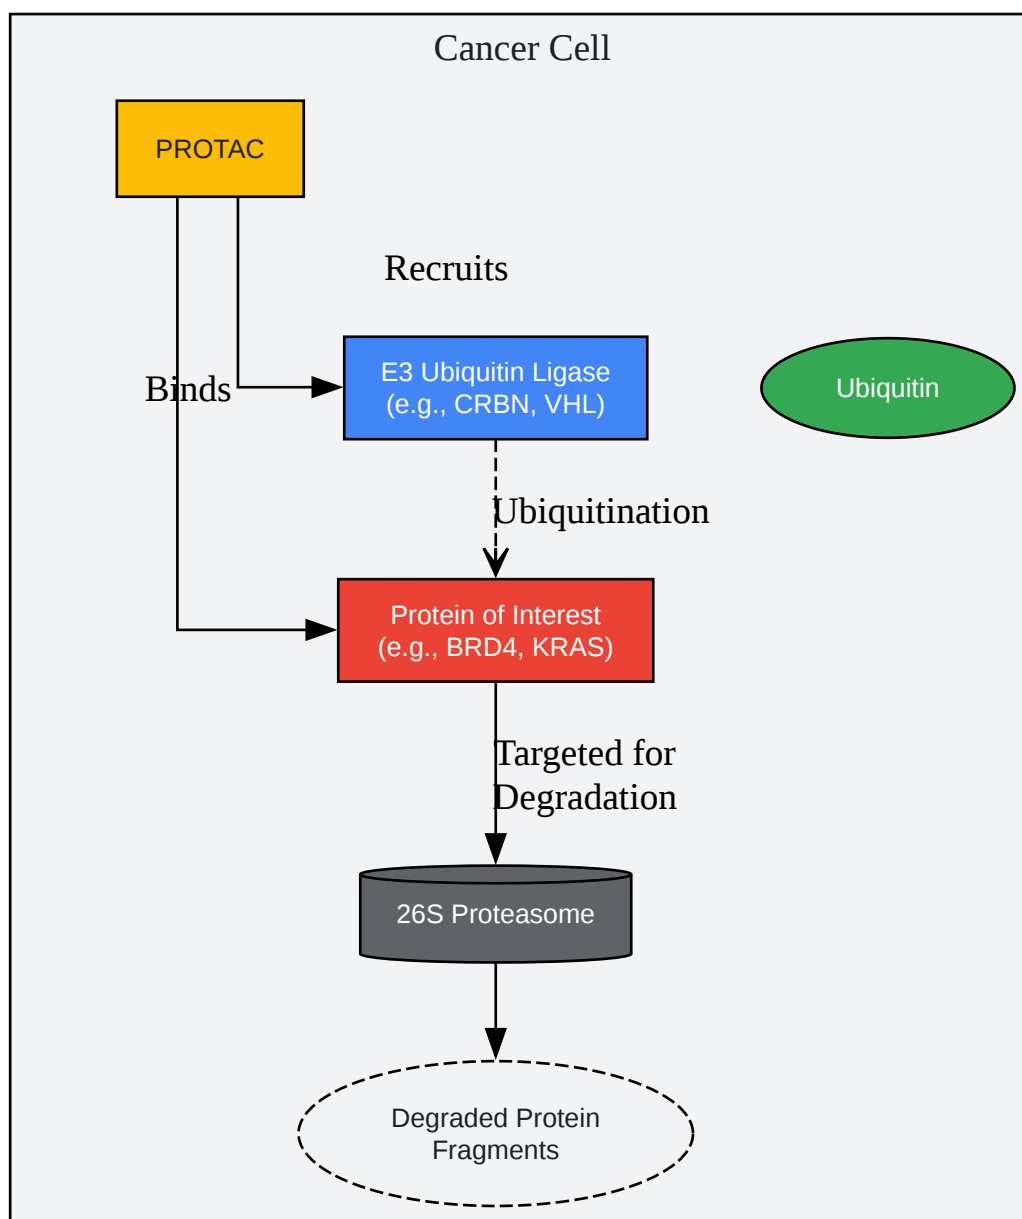 Cancer Cell
PROTAC
Recruits
Binds
E3 Ubiquitin Ligase
(e.g., CRBN, VHL)
Ubiquitin
Ubiquitination
Protein of Interest
(e.g., BRD4, KRAS)
Targeted for
Degradation
26S Proteasome
Degraded Protein
Fragments